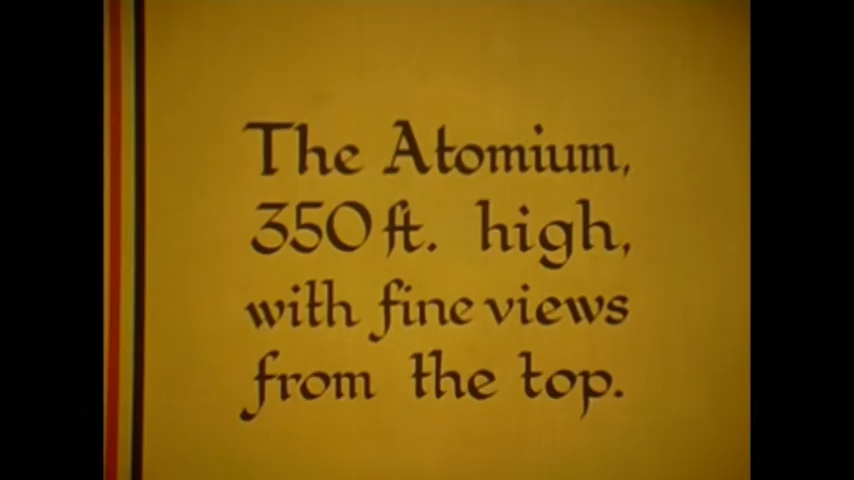 The Atomium,
350 ft. high,
with fine views
from the top.